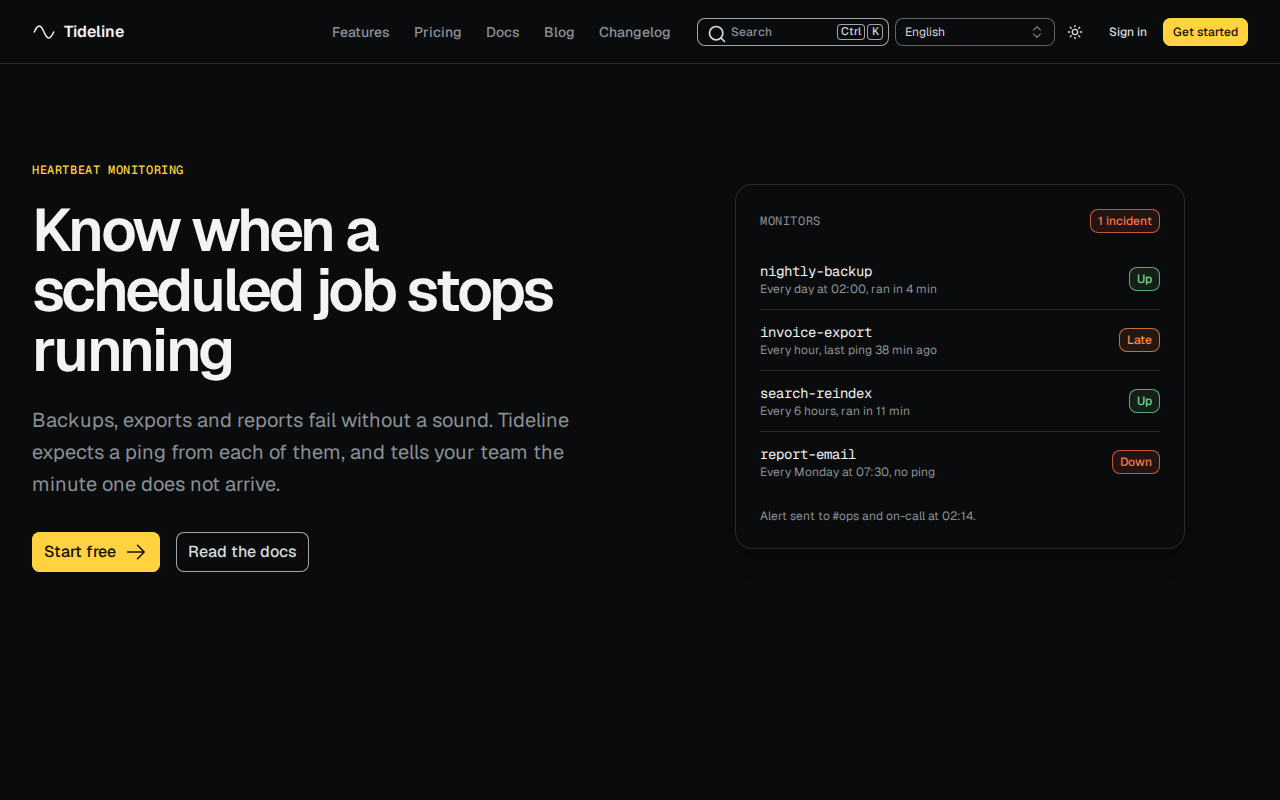 Tideline
Features
Pricing
Docs
Blog
Changelog
Search
Ctrl K
English
Sign in
Get started
HEARTBEAT MONITORING
Know when a
scheduled job stops
running
Backups, exports and reports fail without a sound. Tideline
expects a ping from each of them, and tells your team the
minute one does not arrive.
Start free
Read the docs
MONITORS
1 incident
nightly-backup
Every day at 02:00, ran in 4 min
Up
invoice-export
Every hour, last ping 38 min ago
Late
search-reindex
Every 6 hours, ran in 11 min
Up
report-email
Every Monday at 07:30, no ping
Down
Alert sent to #ops and on-call at 02:14.